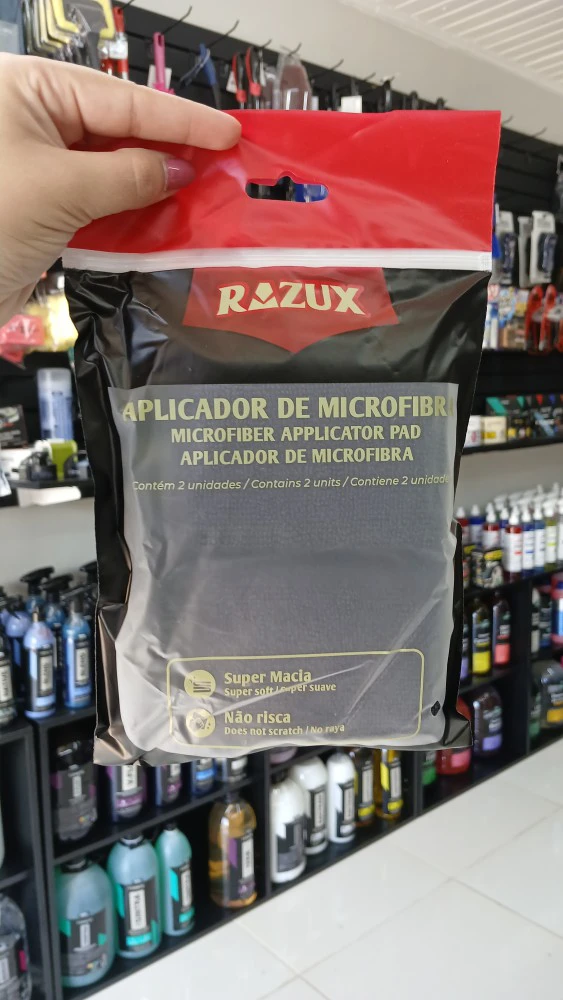 RAZUX
APLICADOR DE MICROFIBRA
MICROFIBER APPLICATOR PAD
APLICADOR DE MICROFIBRA
Contém 2 unidades / Contains 2 units / Contiene 2 unidad
Super Macia
Super soft / Super suave
Não risca
Does not scratch / No raya